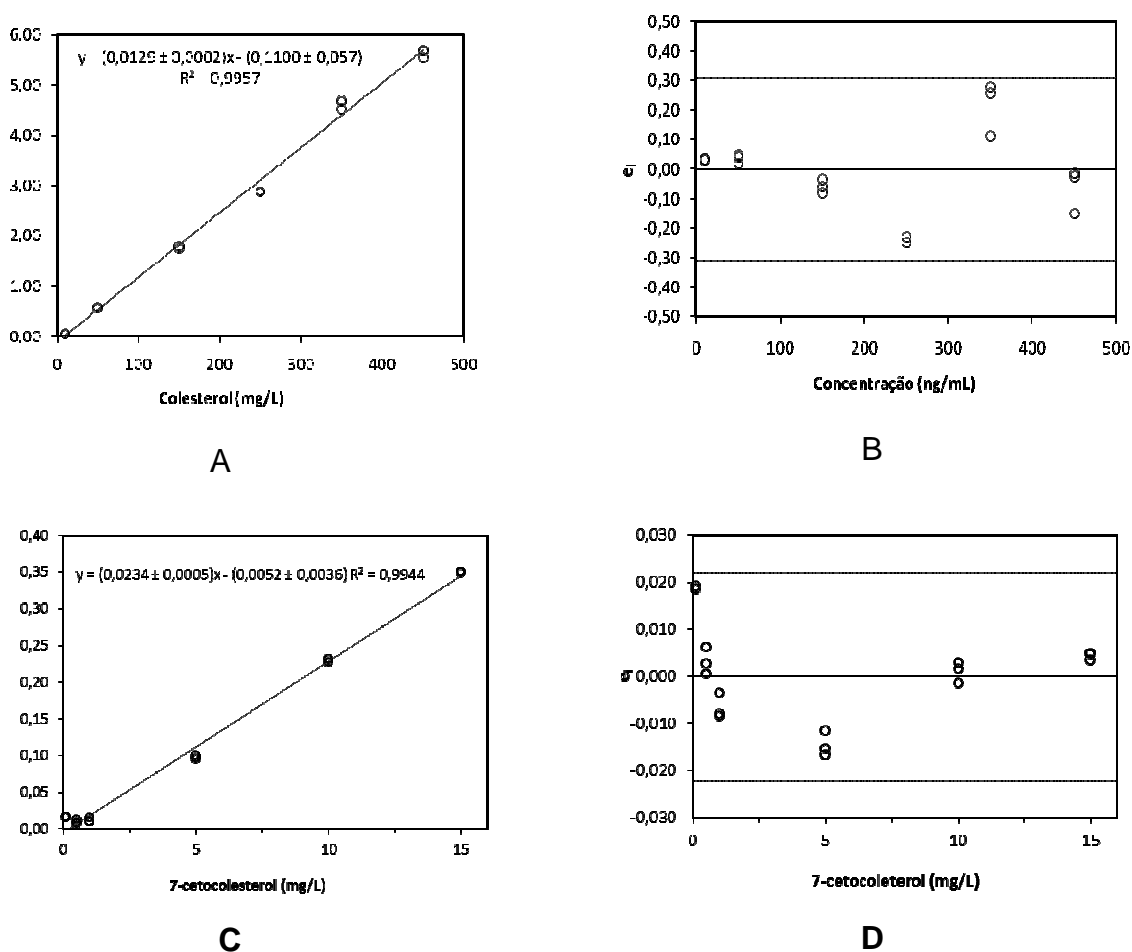 6.00
5.00
4.00
3.00
2.00
1.00
0,00
y (0,0129 ± 0,0002)x - (0,1100 ± 0,057)
R² 0,9957
0 100 200 300 400 500
Colesterol (mg/L)
A
0,50
0,40
0,30
0,20
0,10
0,00
-0,10
-0,20
-0,30
-0,40
-0,50
ei
0 100 200 300 400 500
Concentração (ng/mL)
B
0,40
0,35
0,30
0,25
0,20
0,15
0,10
0,05
0,00
y = (0,0234 ± 0,0005)x - (0,0052 ± 0,0036) R² = 0,9944
0 5 10 15
7-cetocolesterol (mg/L)
C
0,030
0,020
0,010
0,000
-0,010
-0,020
-0,030
ei
0 5 10 15
7-cetocoleterol (mg/L)
D